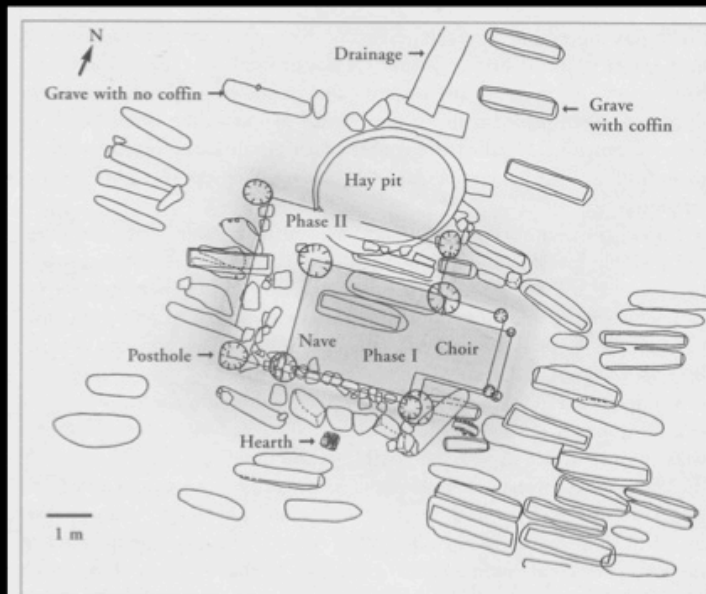 N
Drainage
Grave with no coffin
Grave
with coffin
Hay pit
Phase II
Nave
Phase I
Choir
Posthole
Hearth
1 m